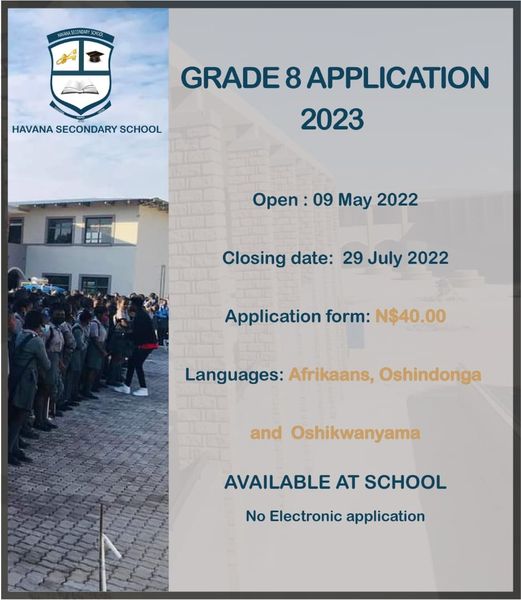 HAVANA SECONDARY SCHOOL
HAVANA SECONDARY SCHOOL
GRADE 8 APPLICATION
2023
Open : 09 May 2022
Closing date: 29 July 2022
Application form: N$40.00
Languages: Afrikaans, Oshindonga
and Oshikwanyama
AVAILABLE AT SCHOOL
No Electronic application